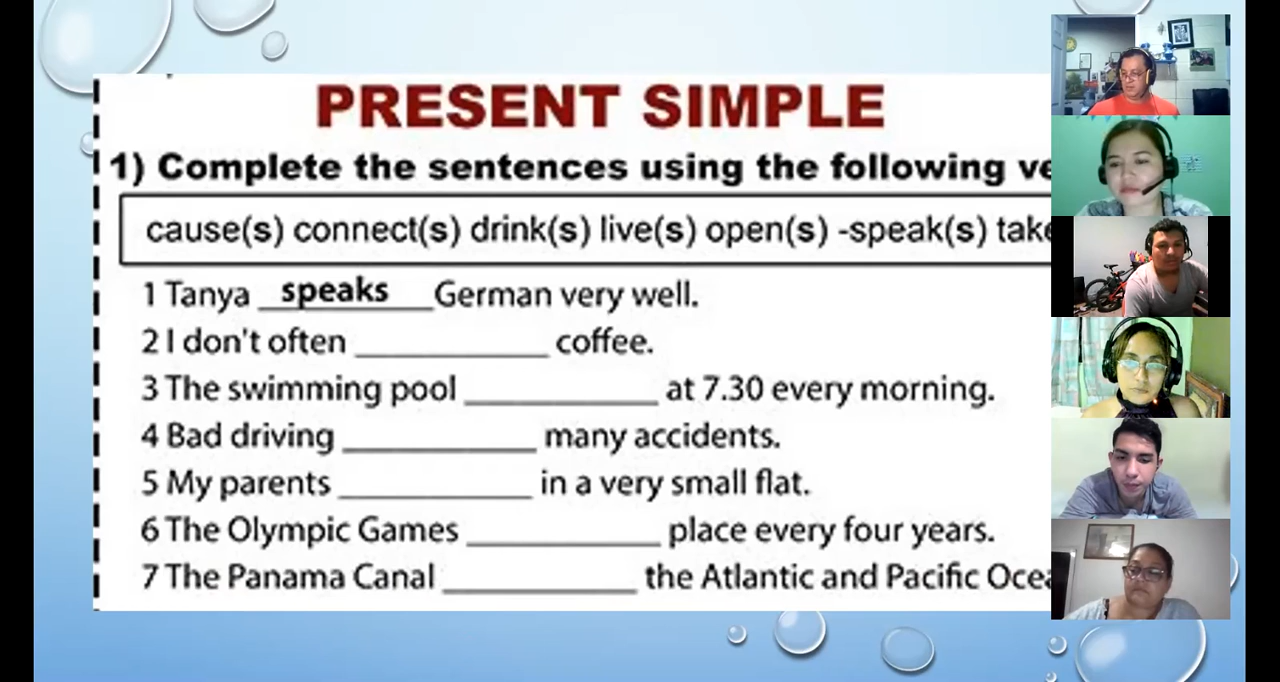 PRESENT SIMPLE
1) Complete the sentences using the following
cause(s) connect(s) drink(s) live(s) open(s) -speak(s)
1 Tanya speaks German very well.
2 I don't often ____________ coffee.
3 The swimming pool ____________ at 7.30 every morning.
4 Bad driving ____________ many accidents.
5 My parents ____________ in a very small flat.
6 The Olympic Games ____________ place every four years.
7 The Panama Canal ____________ the Atlantic and Pacific